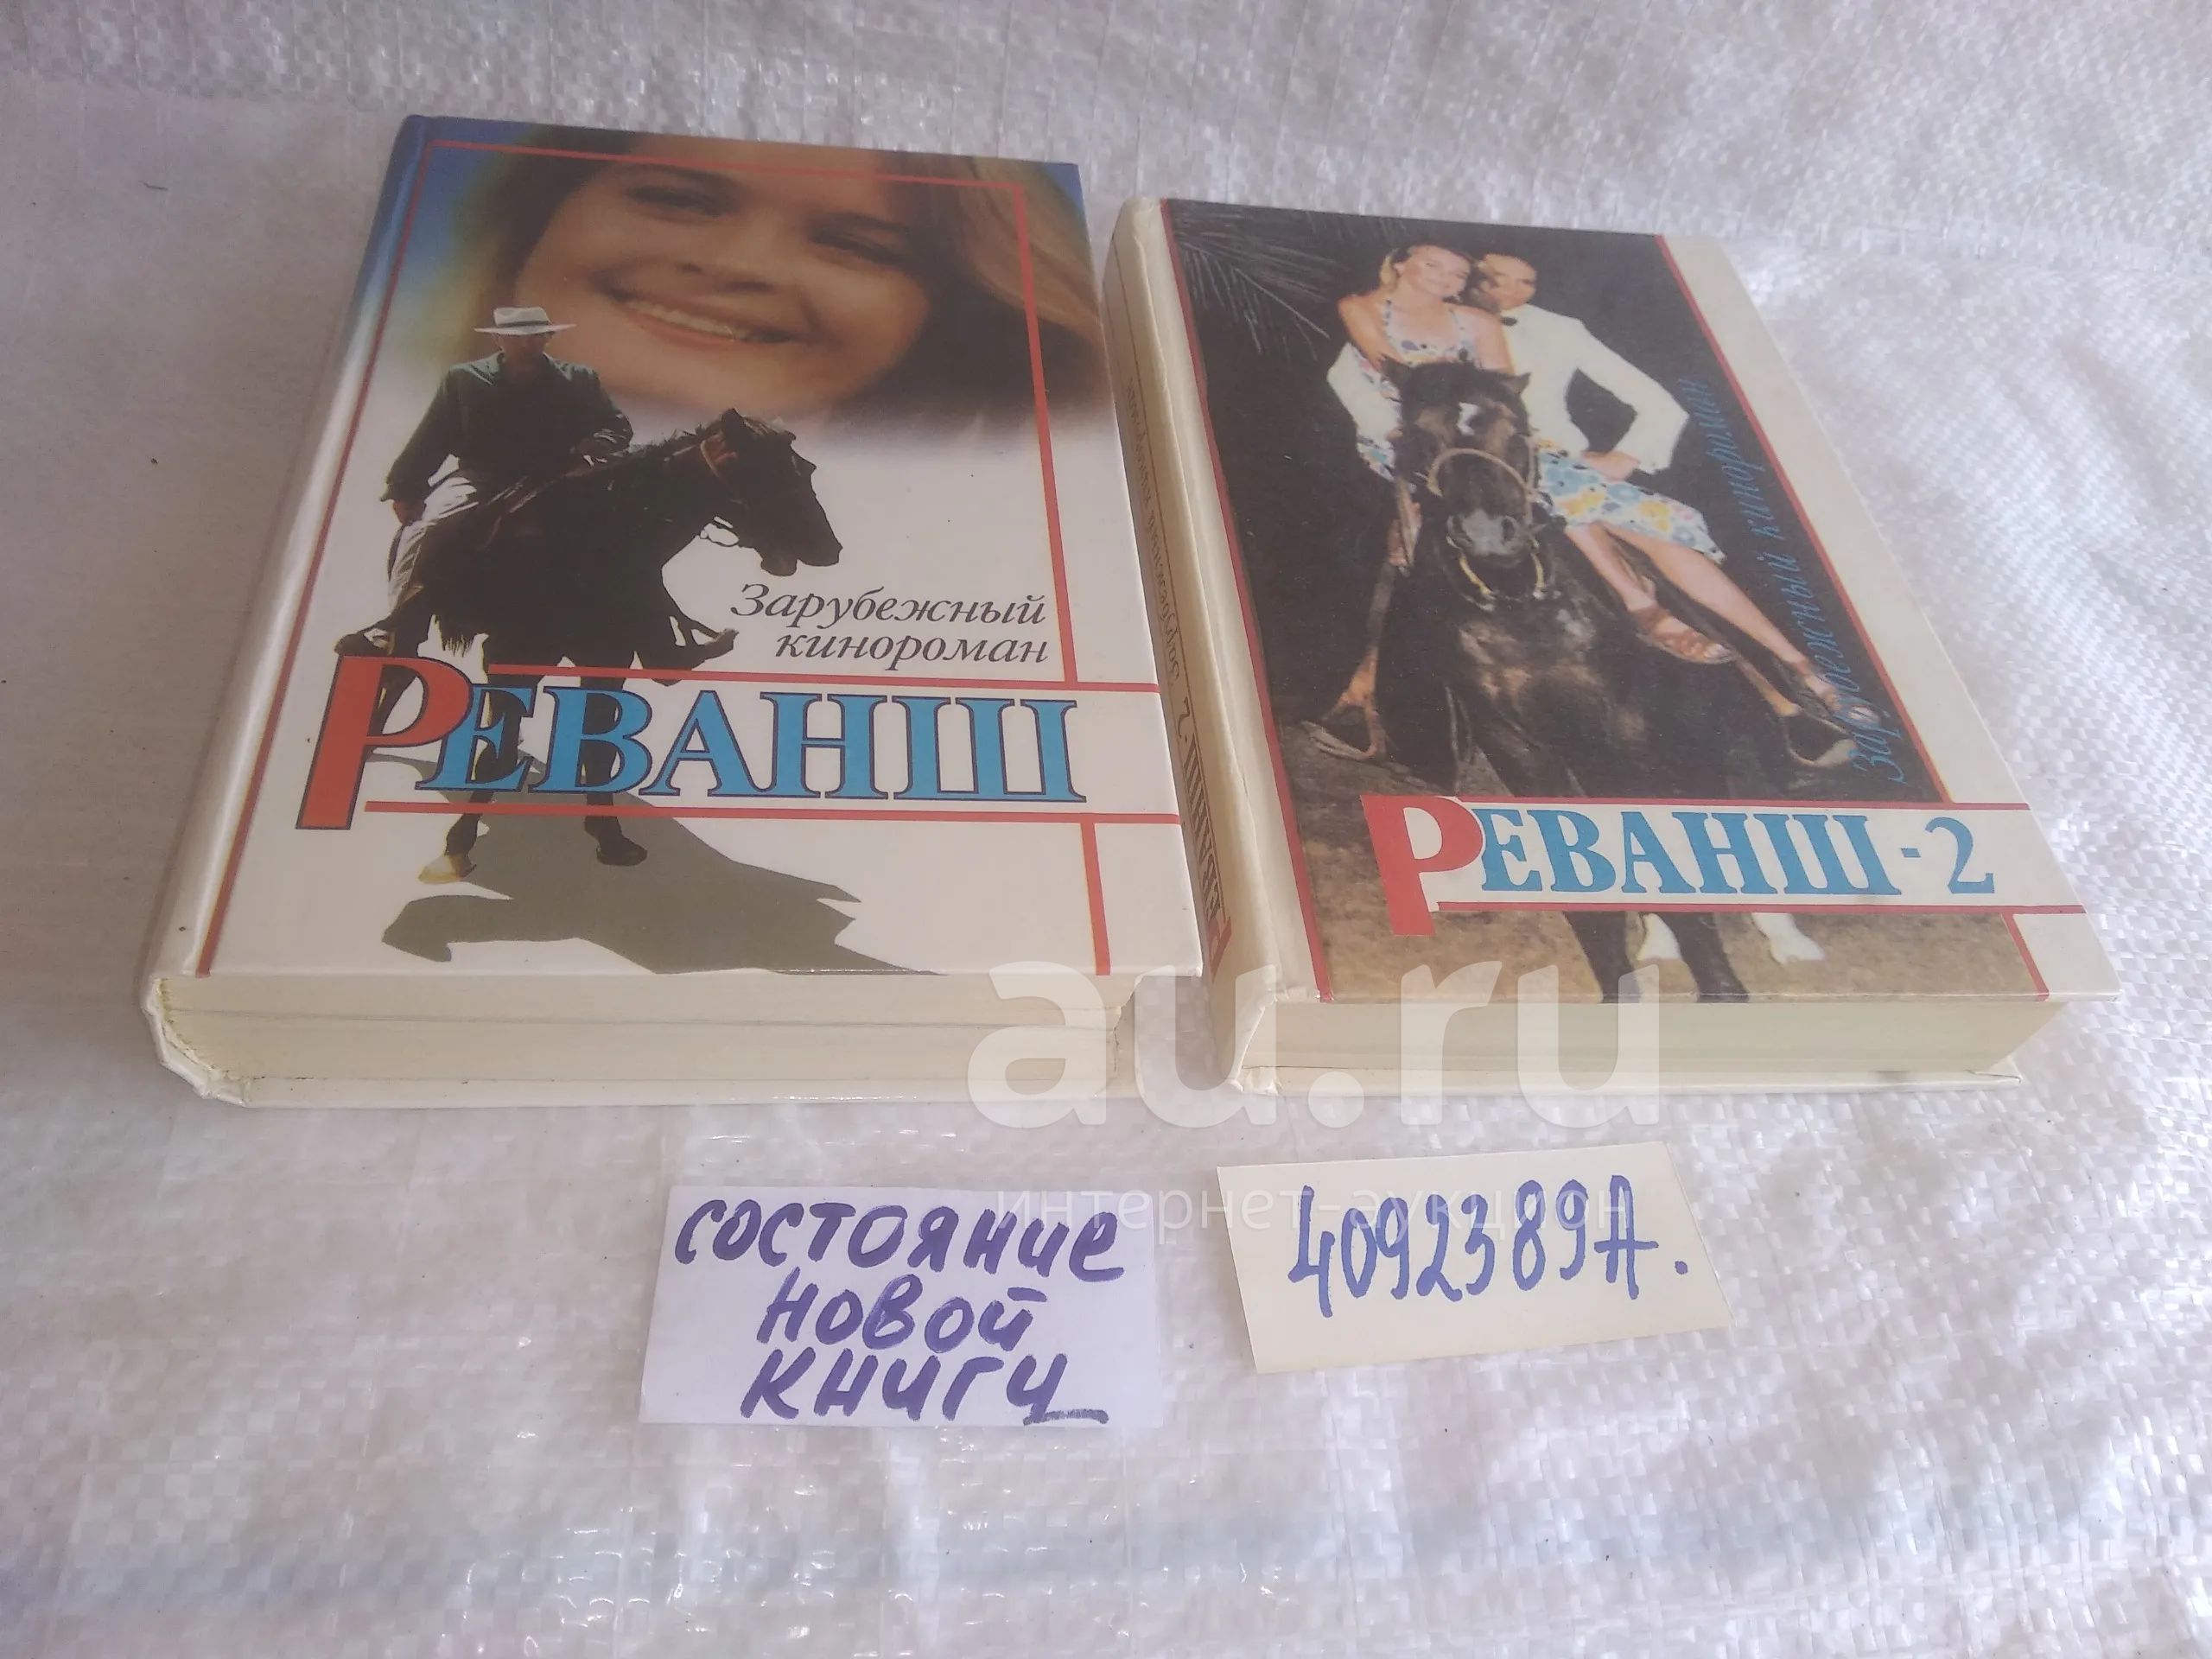 Зарубежный
кинороман
РЕВАНШ
зарубежный кинороман
РЕВАНШ-2
au.ru
интернет-аукцион
состояние
новой
книги
4092389А.